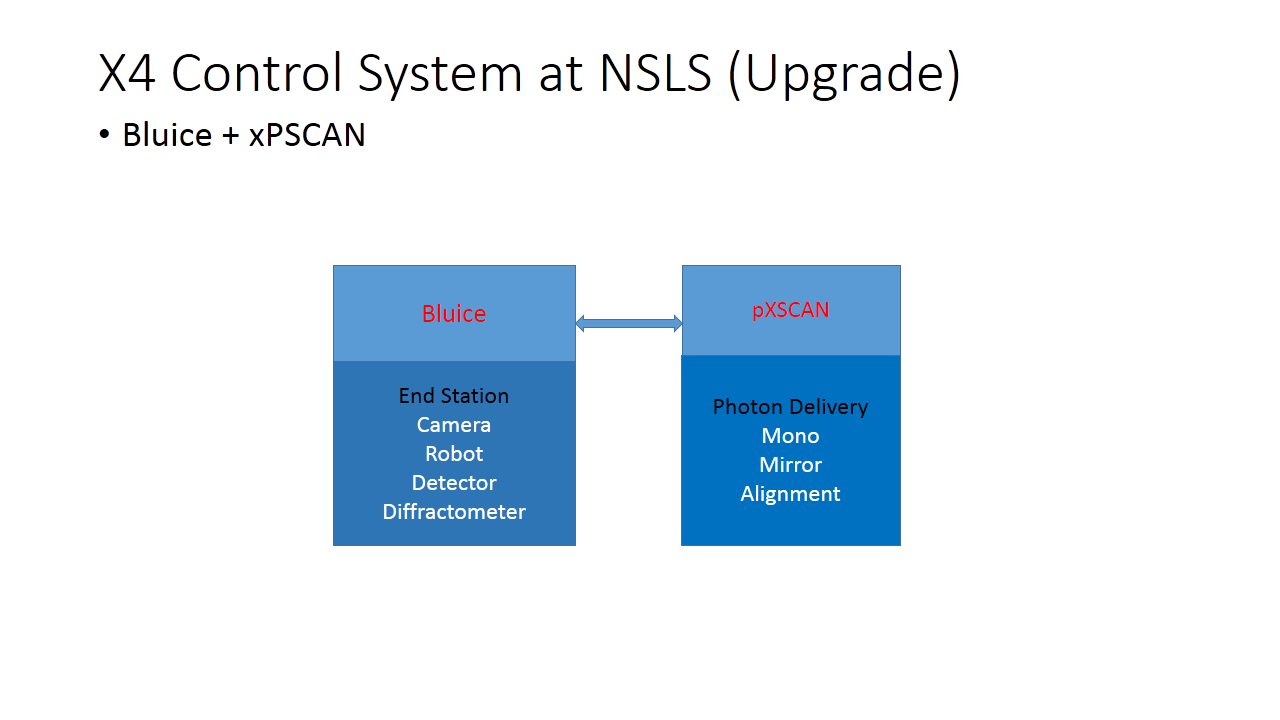 X4 Control System at NSLS (Upgrade)
• Bluice + xPSCAN
Bluice
End Station
Camera
Robot
Detector
Diffractometer
pXSCAN
Photon Delivery
Mono
Mirror
Alignment